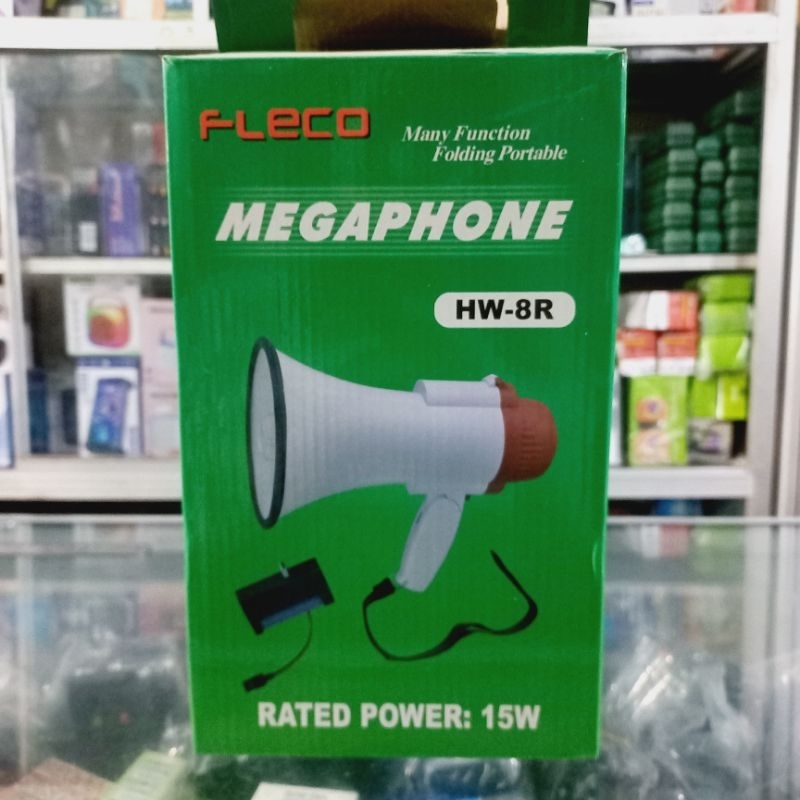 FLECO
Many Function
Folding Portable
MEGAPHONE
HW-8R
RATED POWER: 15W